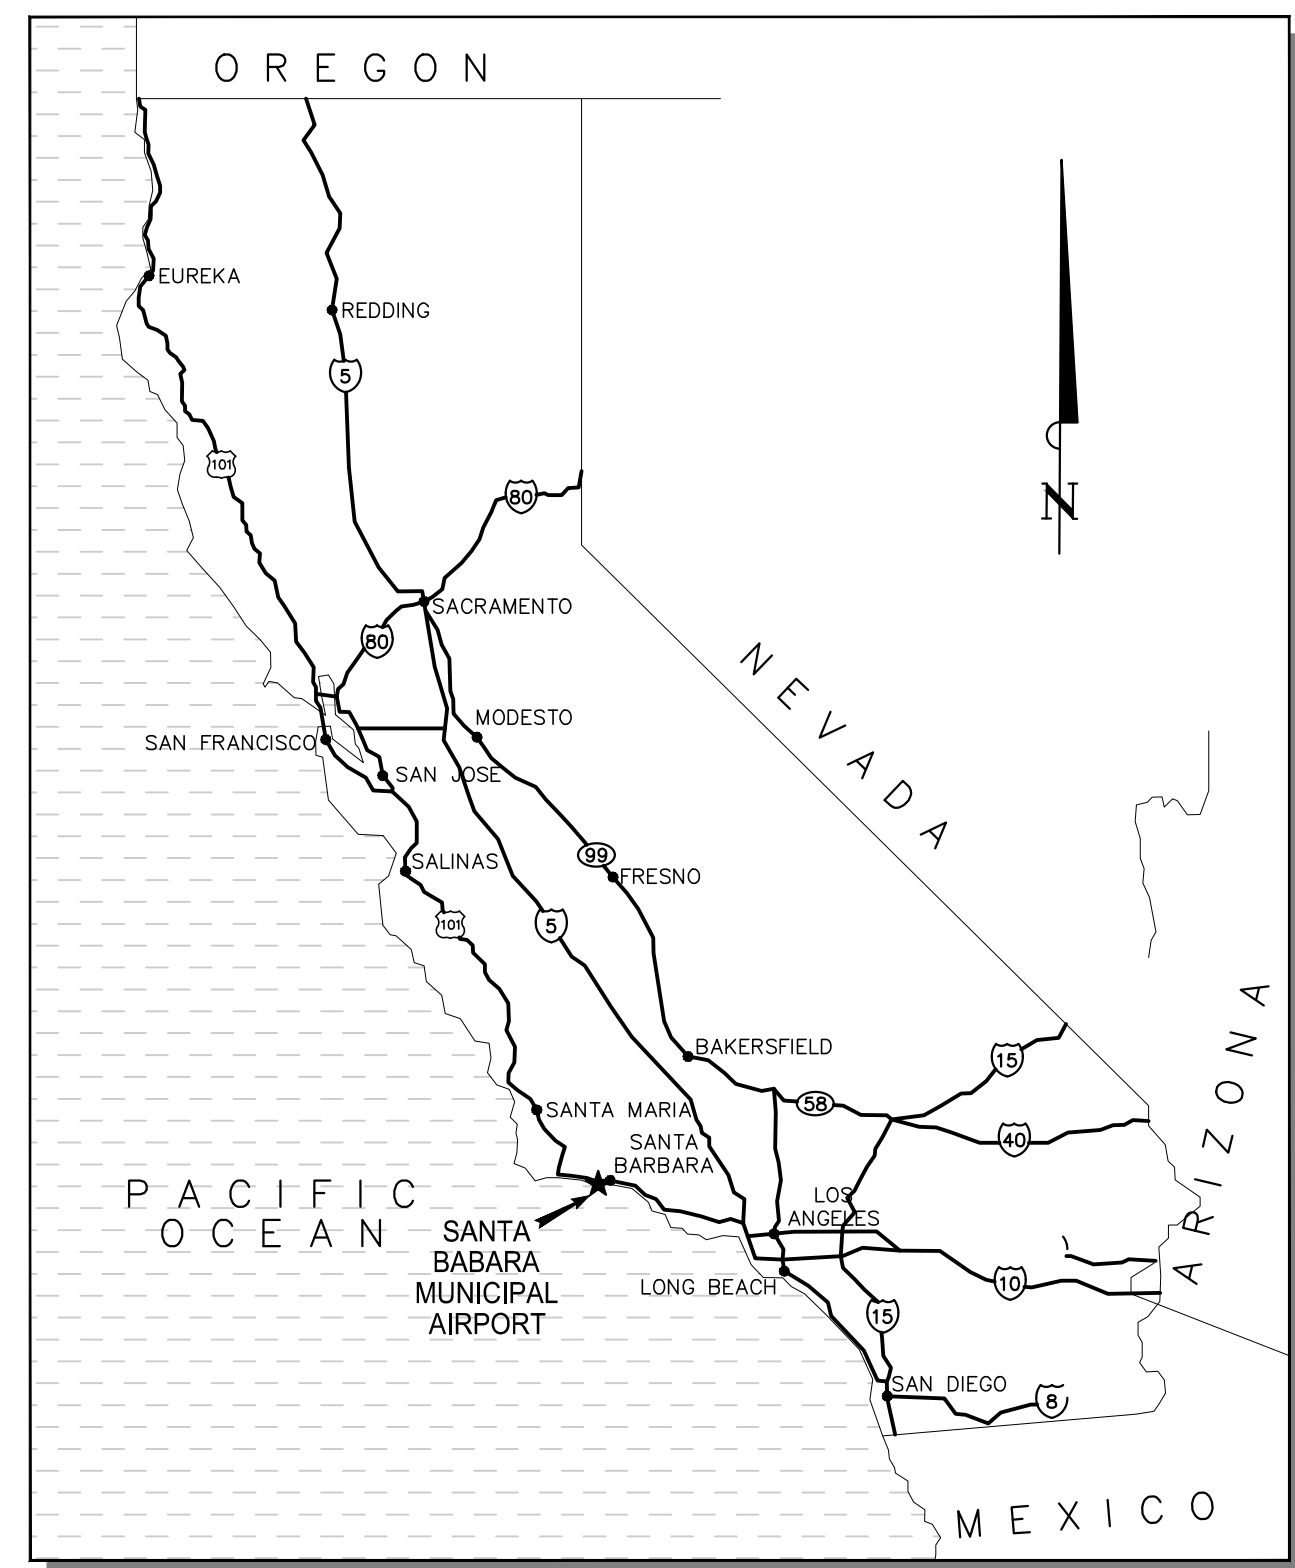 OREGON
EUREKA
REDDING
5
101
80
SACRAMENTO
80
NEVADA
MODESTO
SAN FRANCISCO
SAN JOSE
99
SALINAS
FRESNO
101
5
N
ARIZONA
BAKERSFIELD
15
58
SANTA MARIA
40
SANTA
BARBARA
PACIFIC
OCEAN
LOS
ANGELES
SANTA
BABARA
MUNICIPAL
AIRPORT
LONG BEACH
10
15
SAN DIEGO
8
MEXICO